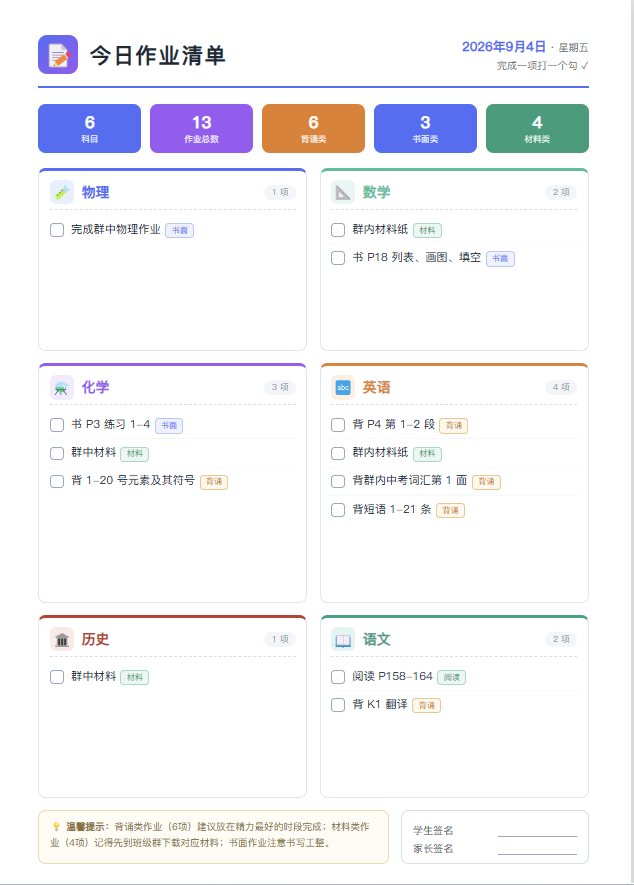 今日作业清单
2026年9月4日 · 星期五
完成一项打一个勾 ✓
6
科目
13
作业总数
6
背诵类
3
书面类
4
材料类
物理
1 项
完成群中物理作业 书面
数学
2 项
群内材料纸 材料
书 P18 列表、画图、填空 书面
化学
3 项
书 P3 练习 1–4 书面
群中材料 材料
背 1–20 号元素及其符号 背诵
abc
英语
4 项
背 P4 第 1–2 段 背诵
群内材料纸 材料
背群内中考词汇第 1 面 背诵
背短语 1–21 条 背诵
历史
1 项
群中材料 材料
语文
2 项
阅读 P158–164 阅读
背 K1 翻译 背诵
温馨提示：背诵类作业（6项）建议放在精力最好的时段完成；材料类作
业（4项）记得先到班级群下载对应材料；书面作业注意书写工整。
学生签名
家长签名